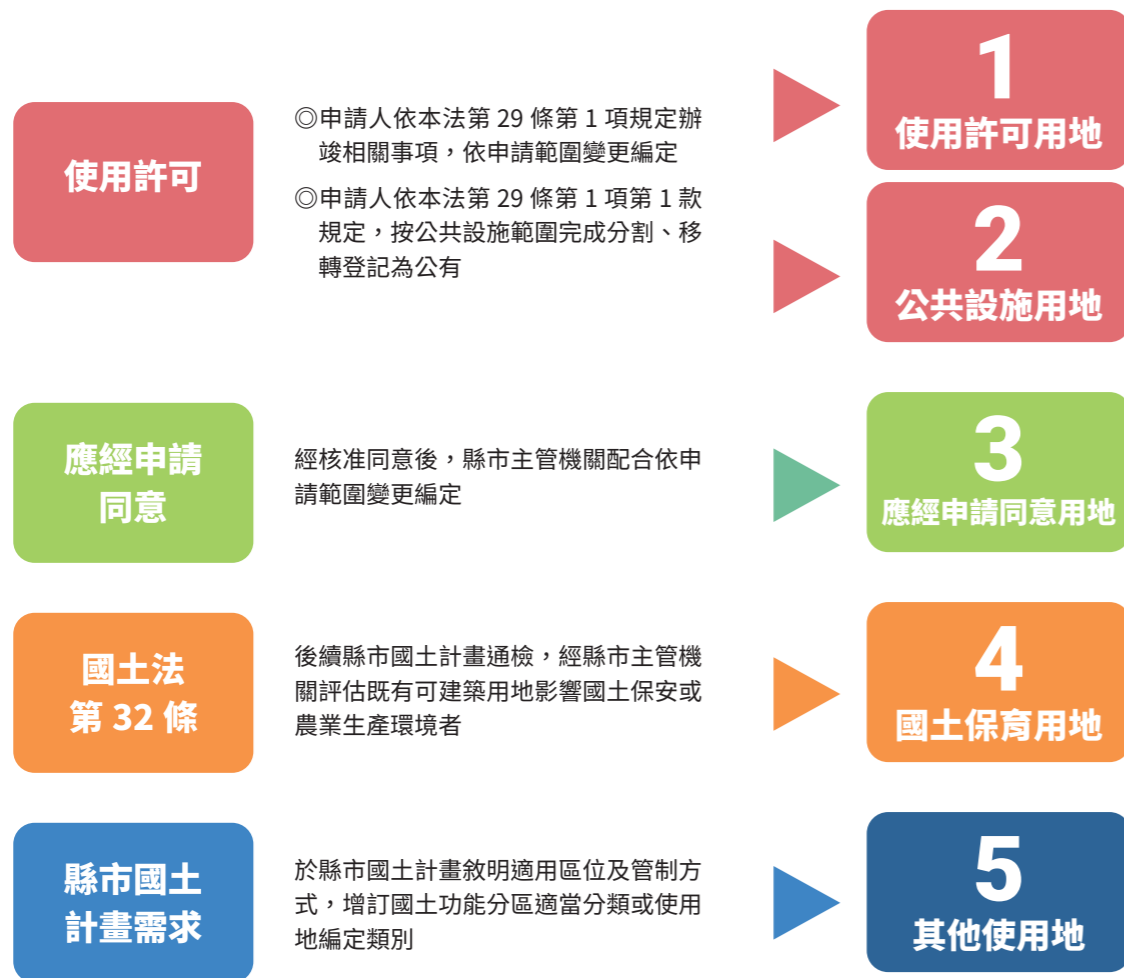 使用許可
◎申請人依本法第 29 條第 1 項規定辦
竣相關事項，依申請範圍變更編定
◎申請人依本法第 29 條第 1 項第 1 款
規定，按公共設施範圍完成分割、移
轉登記為公有
1
使用許可用地
2
公共設施用地
應經申請
同意
經核准同意後，縣市主管機關配合依申
請範圍變更編定
3
應經申請同意用地
國土法
第 32 條
後續縣市國土計畫通檢，經縣市主管機
關評估既有可建築用地影響國土保安或
農業生產環境者
4
國土保育用地
縣市國土
計畫需求
於縣市國土計畫敘明適用區位及管制方
式，增訂國土功能分區適當分類或使用
地編定類別
5
其他使用地